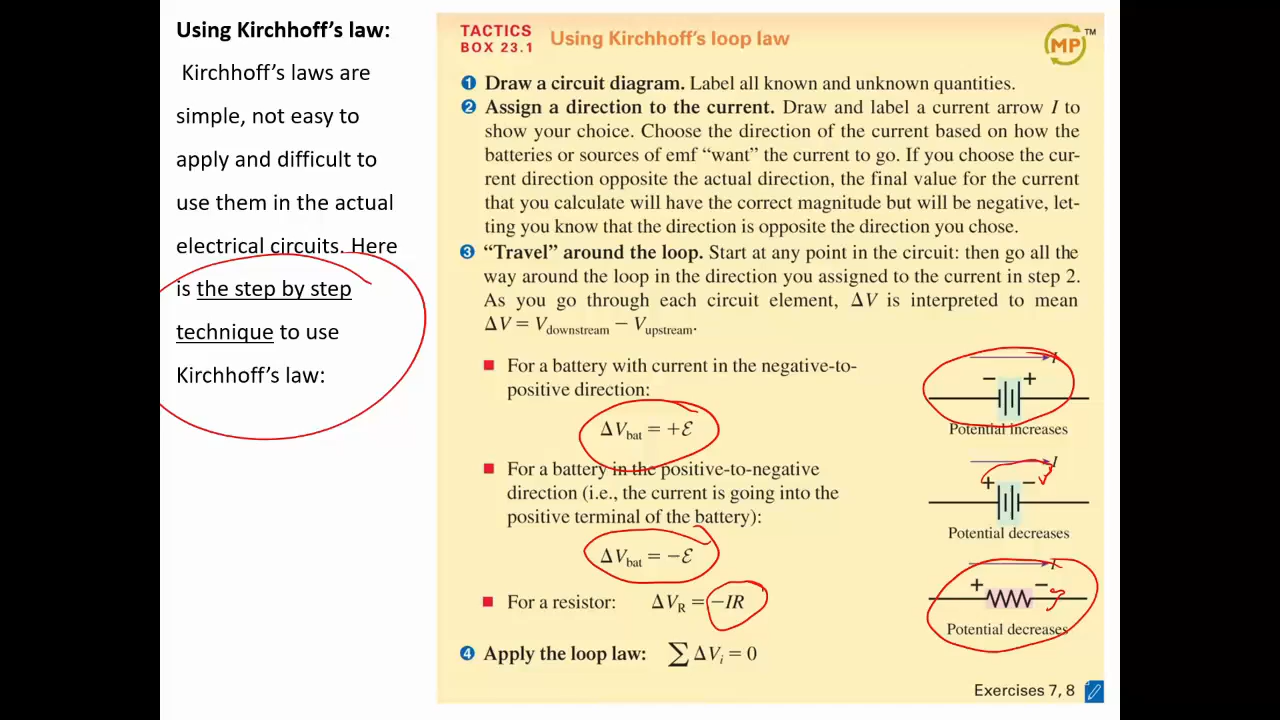 Using Kirchhoff's law:
Kirchhoff's laws are
simple, not easy to
apply and difficult to
use them in the actual
electrical circuits. Here
is the step by step
technique to use
Kirchhoff's law:
TACTICS
BOX 23.1
Using Kirchhoff's loop law
MP™
1 Draw a circuit diagram. Label all known and unknown quantities.
2 Assign a direction to the current. Draw and label a current arrow I to
show your choice. Choose the direction of the current based on how the
batteries or sources of emf "want" the current to go. If you choose the cur-
rent direction opposite the actual direction, the final value for the current
that you calculate will have the correct magnitude but will be negative, let-
ting you know that the direction is opposite the direction you chose.
3 "Travel" around the loop. Start at any point in the circuit: then go all the
way around the loop in the direction you assigned to the current in step 2.
As you go through each circuit element, ΔV is interpreted to mean
ΔV = Vdownstream − Vupstream.
For a battery with current in the negative-to-
positive direction:
ΔVbat = +ℰ
I
− +
Potential increases
For a battery in the positive-to-negative
direction (i.e., the current is going into the
positive terminal of the battery):
ΔVbat = −ℰ
I
+ −
Potential decreases
For a resistor: ΔVR = −IR
I
+ −
Potential decreases
4 Apply the loop law: ∑ ΔVi = 0
Exercises 7, 8